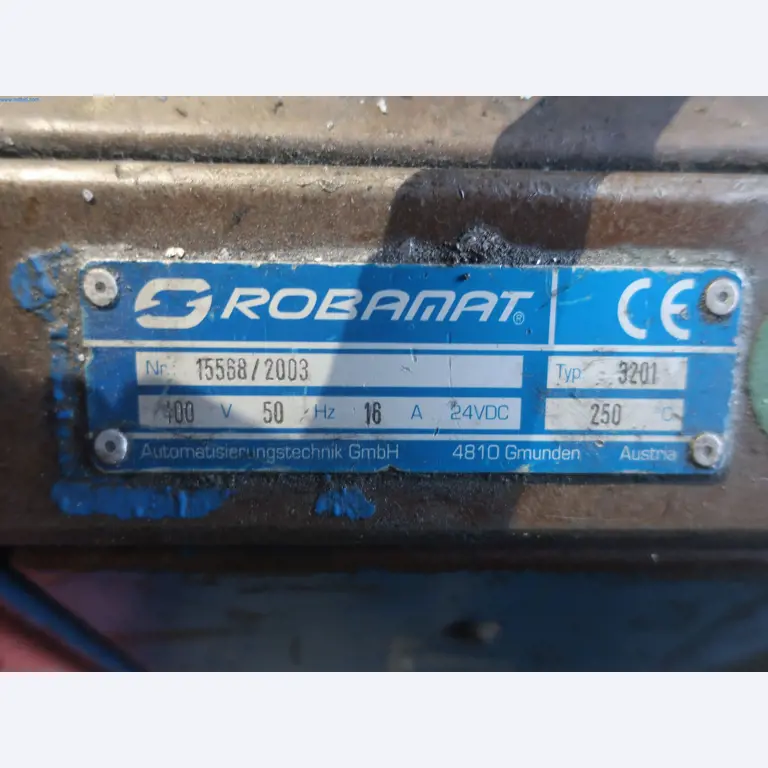 ROBAMAT®
CE
Nr. 15568/2003 Typ 3201
400 V 50 Hz 16 A 24VDC 250 C
Automatisierungstechnik GmbH 4810 Gmunden Austria